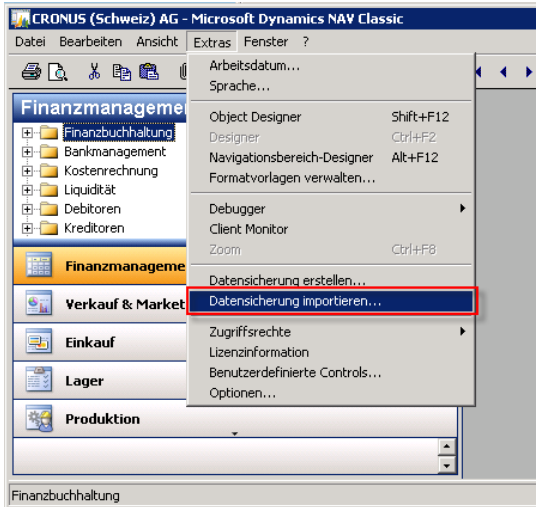 CRONUS (Schweiz) AG - Microsoft Dynamics NAV Classic
Datei Bearbeiten Ansicht Extras Fenster ?
Arbeitsdatum...
Sprache...
Object Designer Shift+F12
Designer Ctrl+F2
Navigationsbereich-Designer Alt+F12
Formatvorlagen verwalten...
Debugger
Client Monitor
Zoom Ctrl+F8
Datensicherung erstellen...
Datensicherung importieren...
Zugriffsrechte
Lizenzinformation
Benutzerdefinierte Controls...
Optionen...
Finanzmanageme
Finanzbuchhaltung
Bankmanagement
Kostenrechnung
Liquidität
Debitoren
Kreditoren
Finanzmanageme
Verkauf & Market
Einkauf
Lager
Produktion
Finanzbuchhaltung